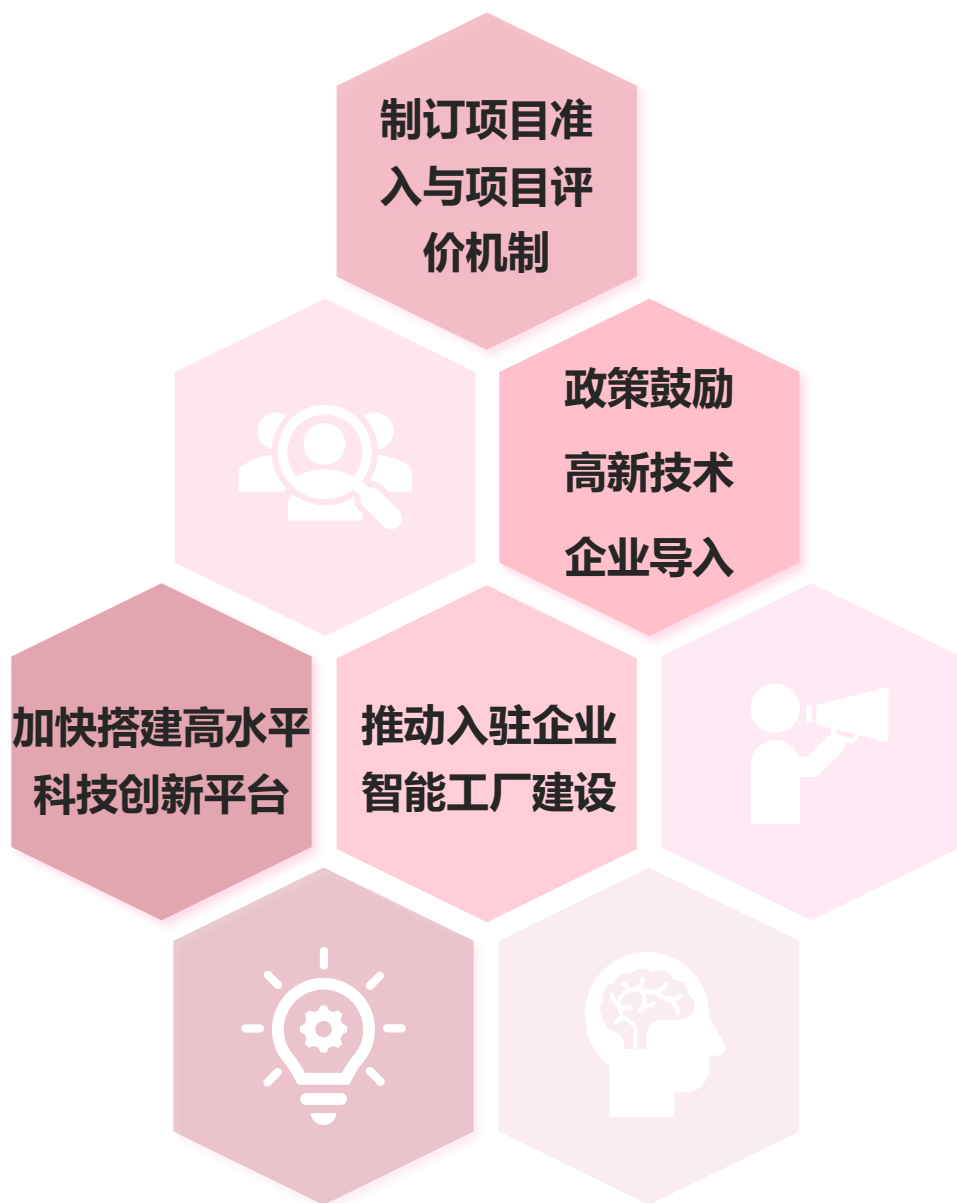 制订项目准
入与项目评
价机制
政策鼓励
高新技术
企业导入
加快搭建高水平
科技创新平台
推动入驻企业
智能工厂建设